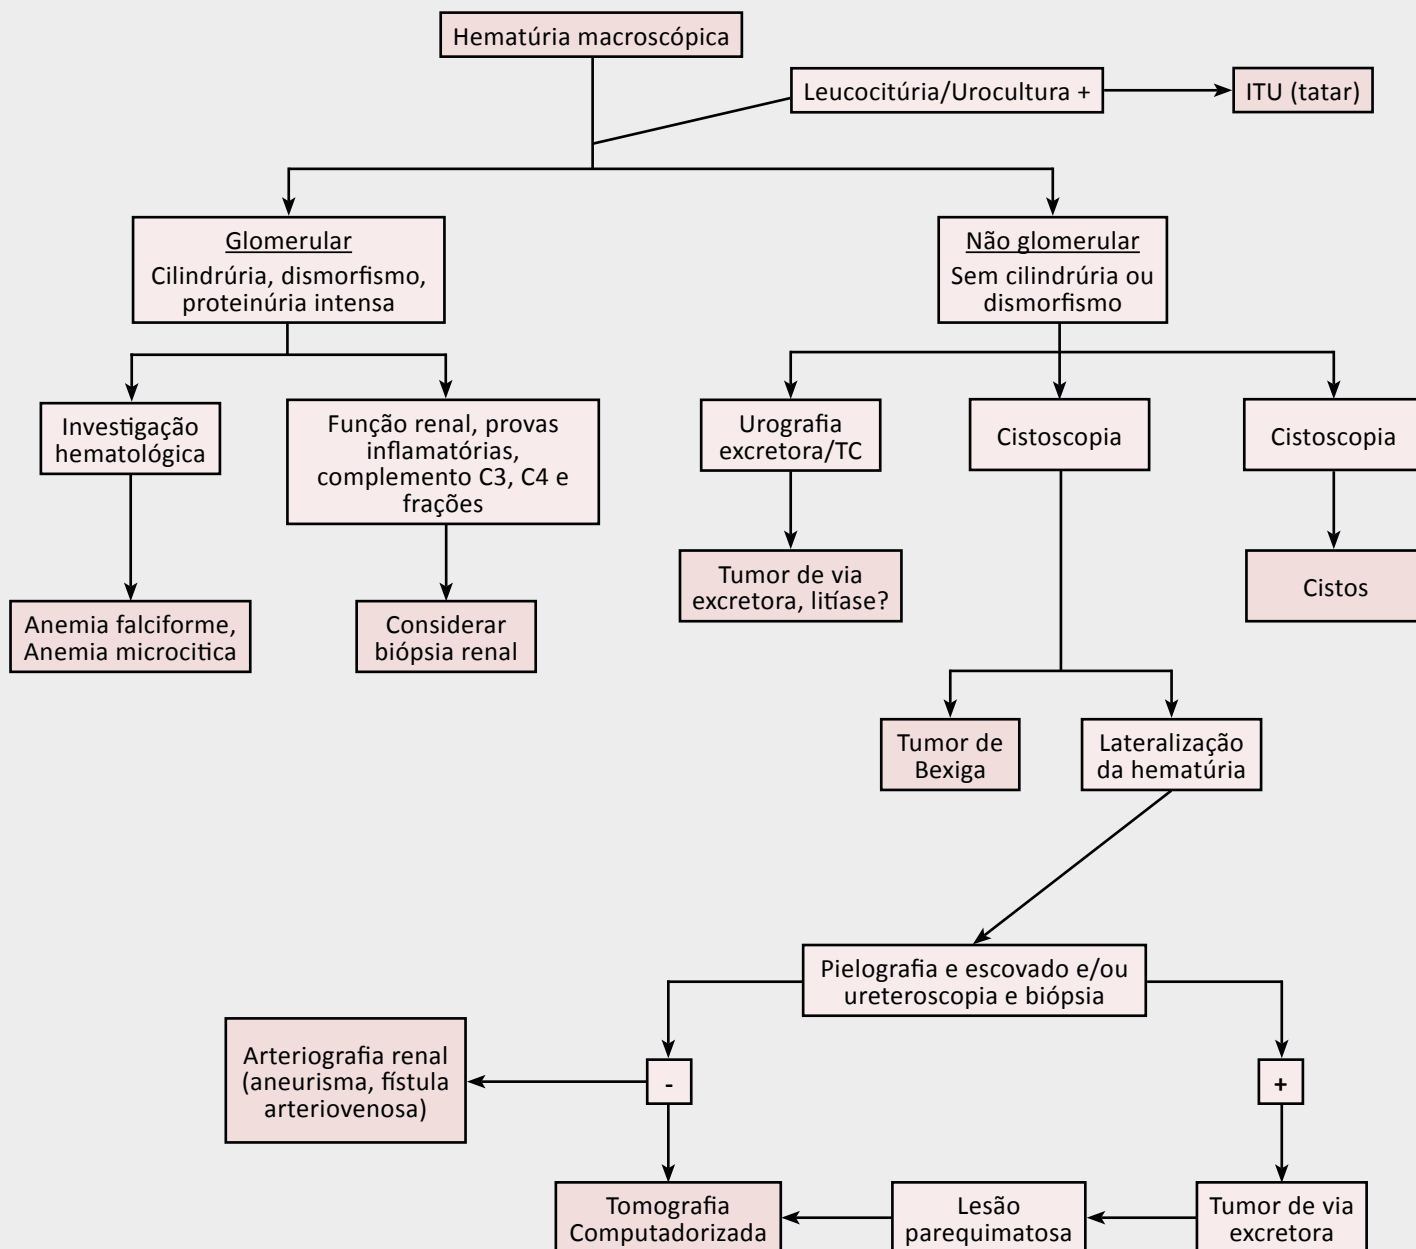 Hematúria macroscópica
Leucocitúria/Urocultura +
ITU (tatar)
Glomerular
Cilindrúria, dismorfismo,
proteinúria intensa
Não glomerular
Sem cilindrúria ou
dismorfismo
Investigação
hematológica
Função renal, provas
inflamatórias,
complemento C3, C4 e
frações
Urografia
excretora/TC
Cistoscopia
Cistoscopia
Anemia falciforme,
Anemia microcitica
Considerar
biópsia renal
Tumor de via
excretora, litíase?
Cistos
Tumor de
Bexiga
Lateralização
da hematúria
Pielografia e escovado e/ou
ureteroscopia e biópsia
Arteriografia renal
(aneurisma, fístula
arteriovenosa)
-
+
Tomografia
Computadorizada
Lesão
parequimatosa
Tumor de via
excretora